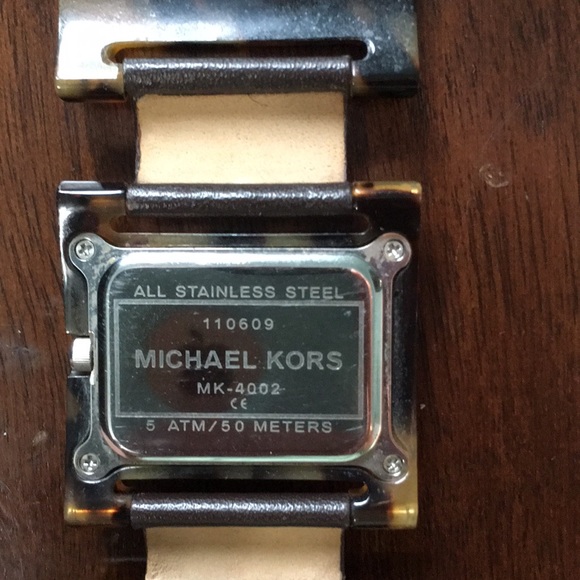 ALL STAINLESS STEEL
110609
MICHAEL KORS
MK-4002
CE
5 ATM/50 METERS